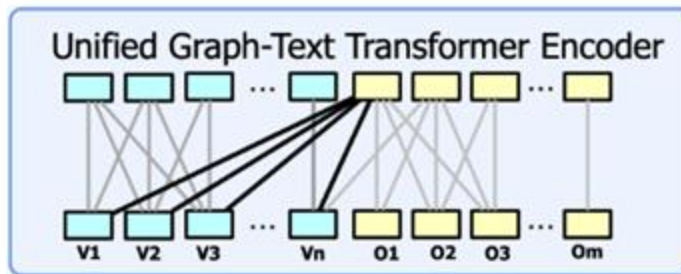 Unified Graph-Text Transformer Encoder
... ...
V1 V2 V3 ... Vn O1 O2 O3 ... Om